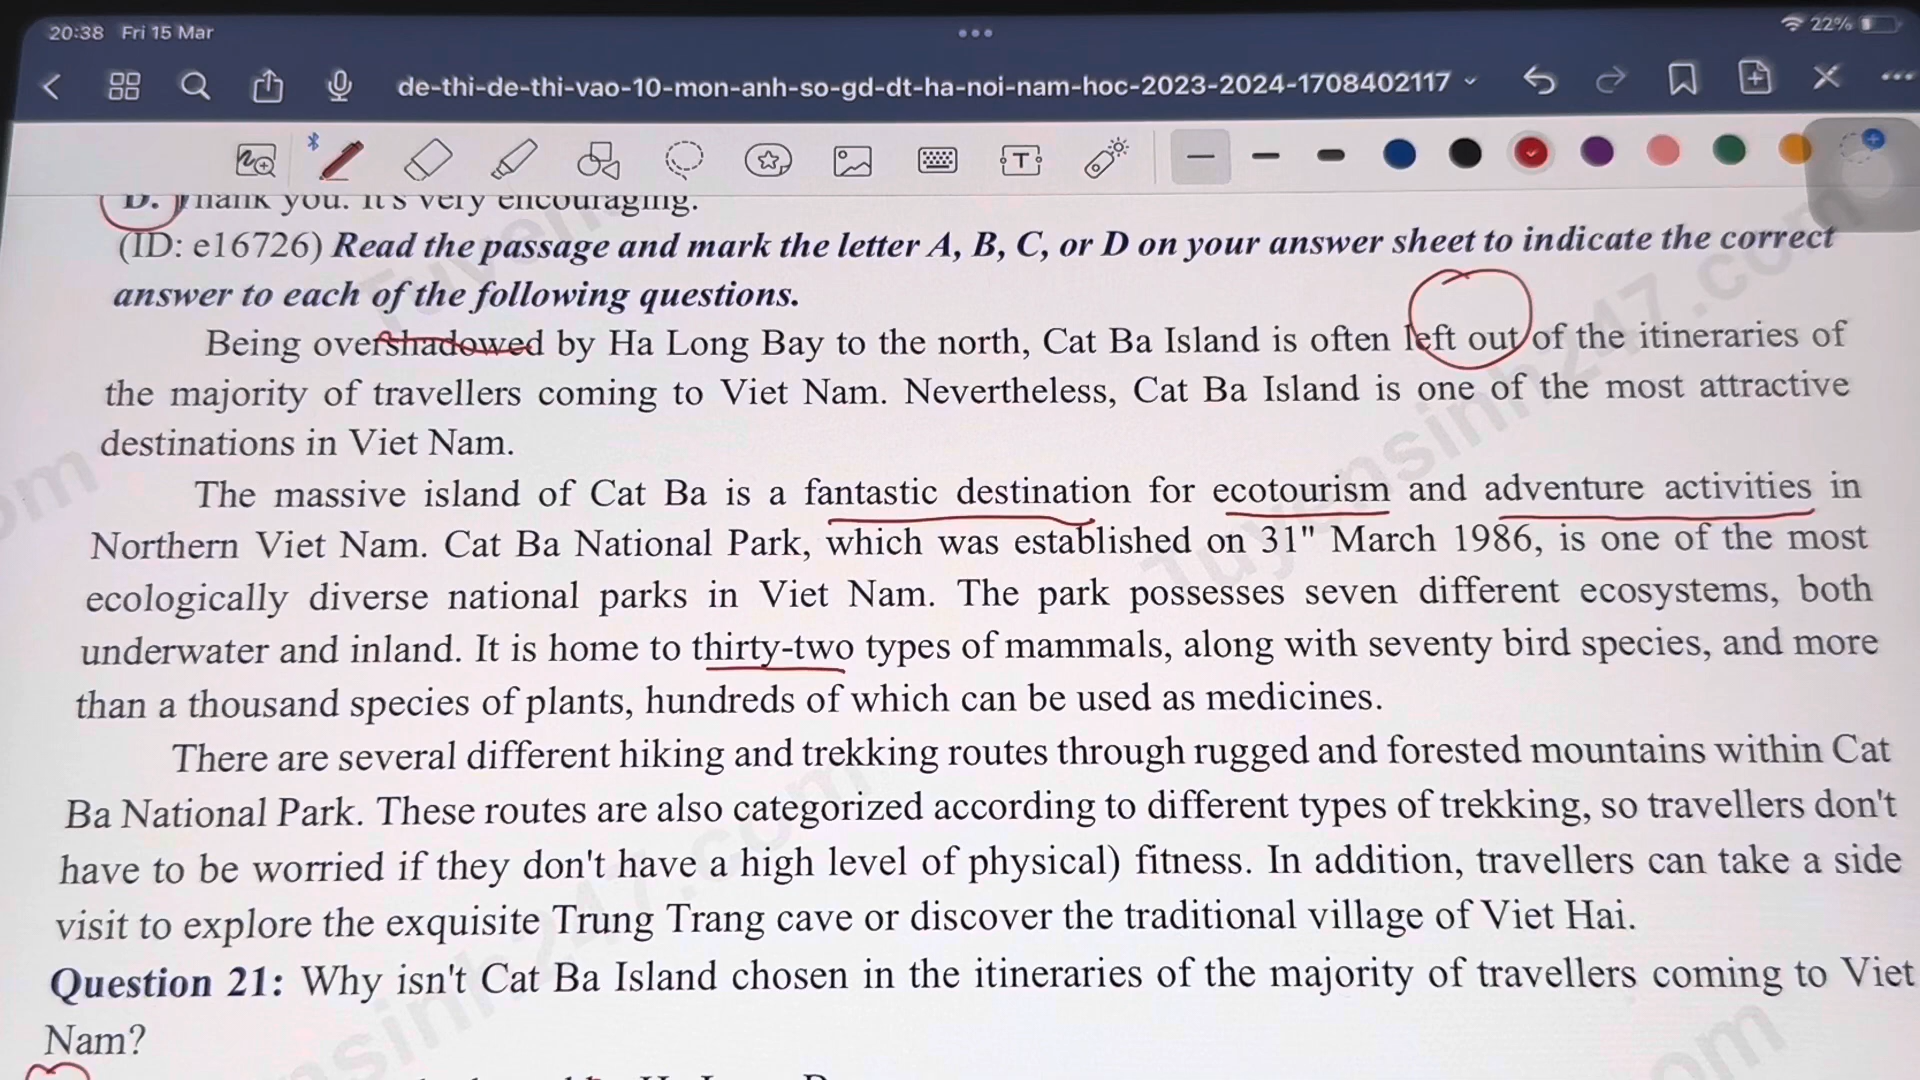 20:38 Fri 15 Mar
22%
de-thi-de-thi-vao-10-mon-anh-so-gd-dt-ha-noi-nam-hoc-2023-2024-1708402117
D. Thank you. It's very encouraging.
(ID: e16726) Read the passage and mark the letter A, B, C, or D on your answer sheet to indicate the correct
answer to each of the following questions.
Being overshadowed by Ha Long Bay to the north, Cat Ba Island is often left out of the itineraries of
the majority of travellers coming to Viet Nam. Nevertheless, Cat Ba Island is one of the most attractive
destinations in Viet Nam.
The massive island of Cat Ba is a fantastic destination for ecotourism and adventure activities in
Northern Viet Nam. Cat Ba National Park, which was established on 31" March 1986, is one of the most
ecologically diverse national parks in Viet Nam. The park possesses seven different ecosystems, both
underwater and inland. It is home to thirty-two types of mammals, along with seventy bird species, and more
than a thousand species of plants, hundreds of which can be used as medicines.
There are several different hiking and trekking routes through rugged and forested mountains within Cat
Ba National Park. These routes are also categorized according to different types of trekking, so travellers don't
have to be worried if they don't have a high level of physical) fitness. In addition, travellers can take a side
visit to explore the exquisite Trung Trang cave or discover the traditional village of Viet Hai.
Question 21: Why isn't Cat Ba Island chosen in the itineraries of the majority of travellers coming to Viet
Nam?
Tuyensinh247.com